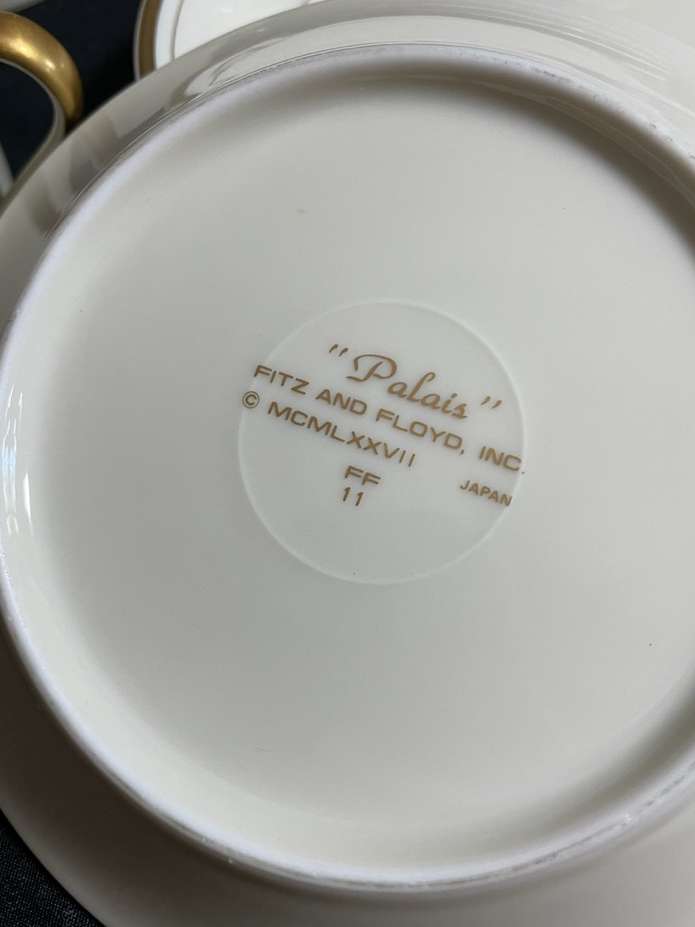 "Palais"
FITZ AND FLOYD, INC.
© MCMLXXVII
FF
11
JAPAN